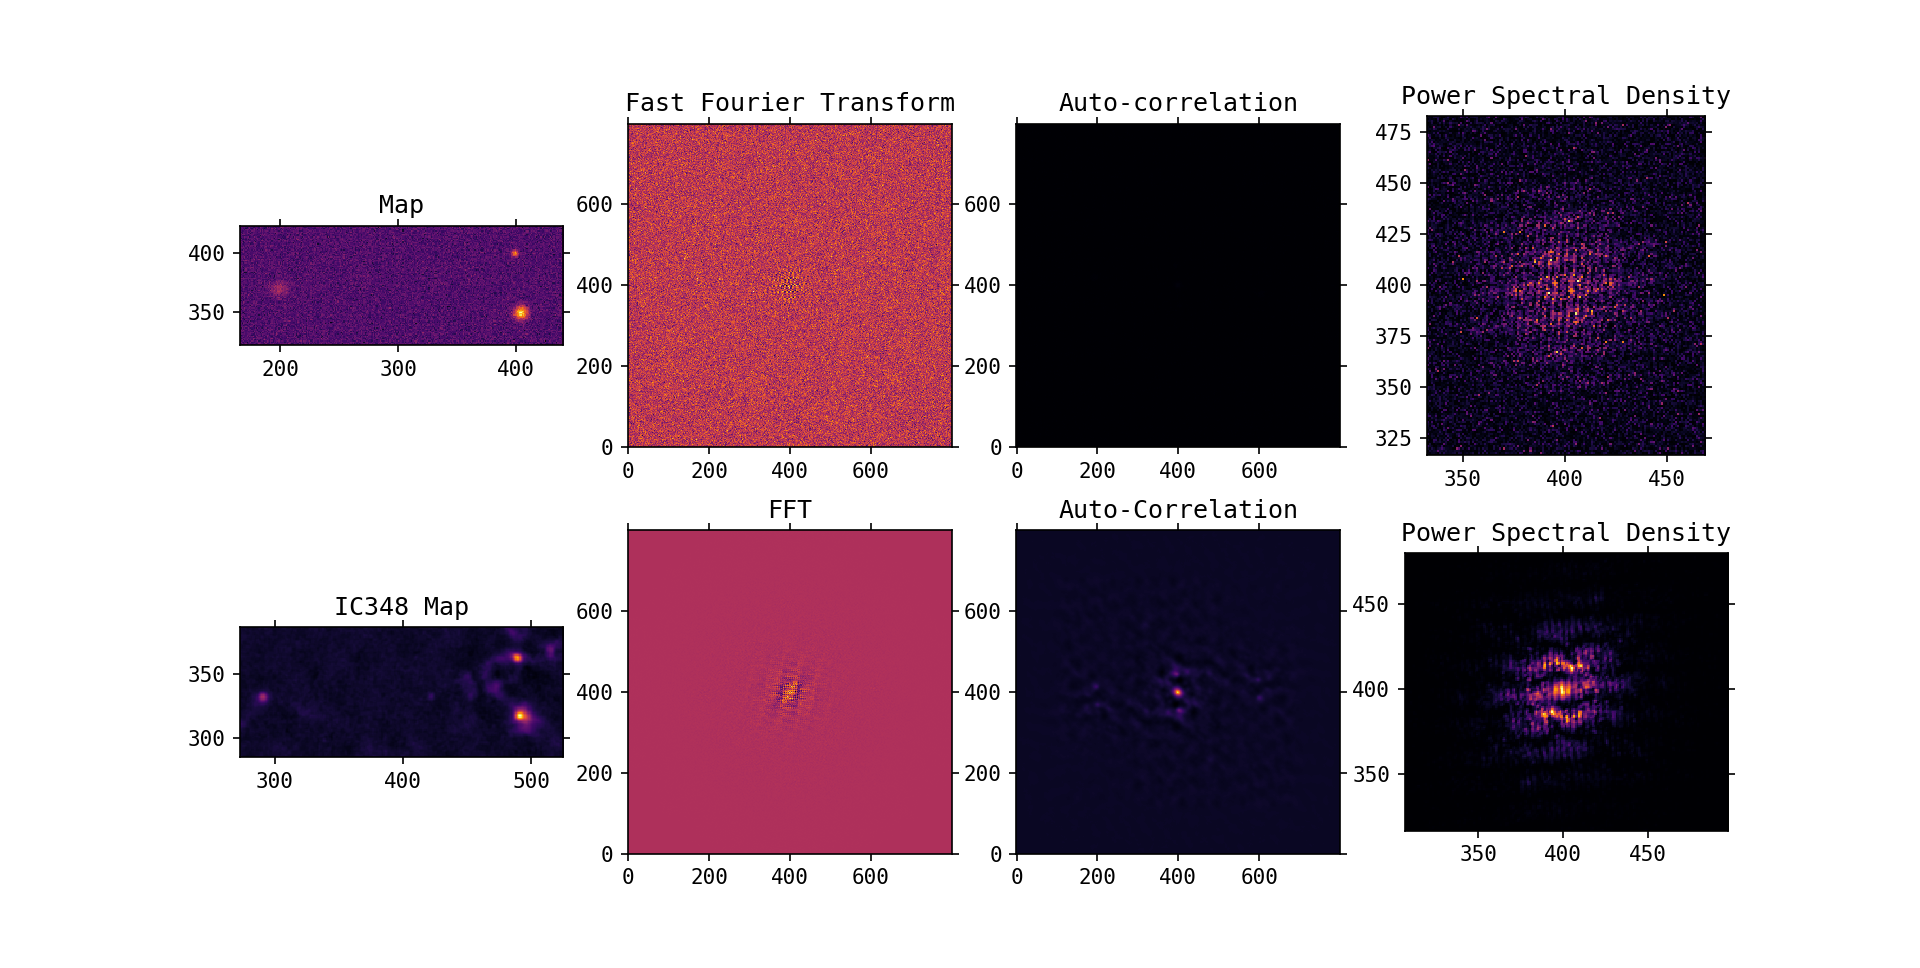 Map
400
350
200 300 400
Fast Fourier Transform
600
400
200
0
0 200 400 600
Auto-correlation
600
400
200
0
0 200 400 600
Power Spectral Density
475
450
425
400
375
350
325
350 400 450
IC348 Map
350
300
300 400 500
FFT
600
400
200
0
0 200 400 600
Auto-Correlation
600
400
200
0
0 200 400 600
Power Spectral Density
450
400
350
350 400 450